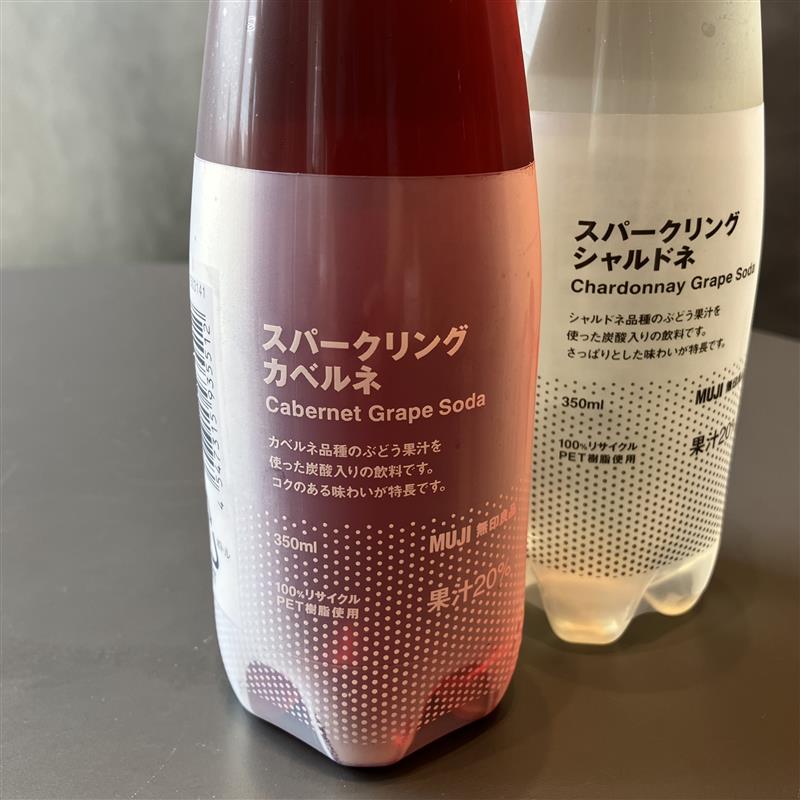 スパークリング
カベルネ
Cabernet Grape Soda
カベルネ品種のぶどう果汁を
使った炭酸入りの飲料です。
コクのある味わいが特長です。
350ml
MUJI 無印良品
100%リサイクル
PET樹脂使用
果汁20%
スパークリング
シャルドネ
Chardonnay Grape Soda
シャルドネ品種のぶどう果汁を
使った炭酸入りの飲料です。
さっぱりとした味わいが特長です。
350ml
MUJI 無印
100%リサイクル
PET樹脂使用
果汁20